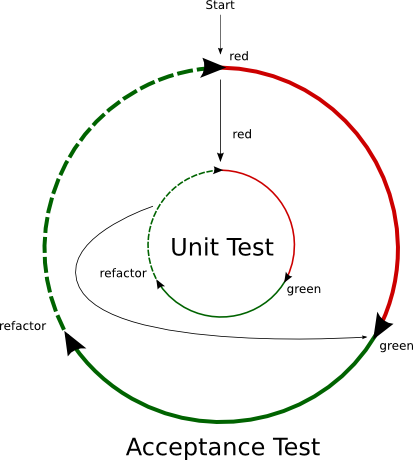 Start
red
red
Unit Test
refactor
green
refactor
green
Acceptance Test